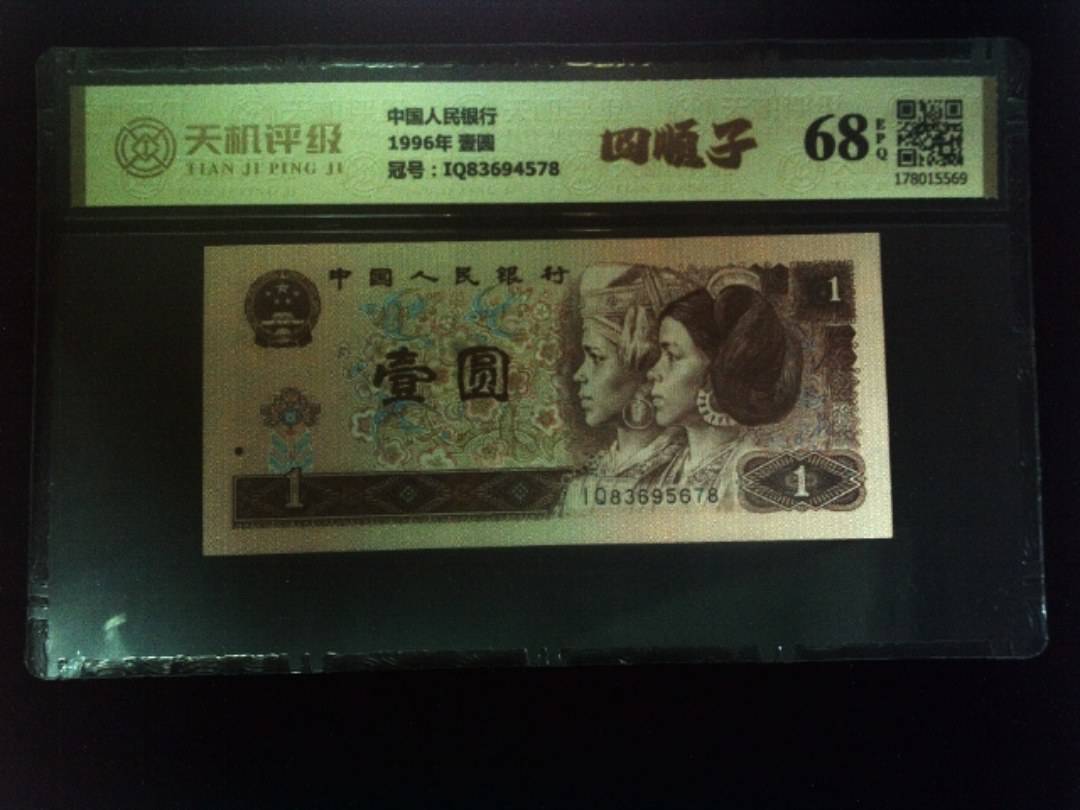 天机评级
TIAN JI PING JI
中国人民银行
1996年 壹圆
冠号：IQ83694578
四顺子
68
EPQ
178015569
中国人民银行
1
壹圆
1
IQ83695678
1